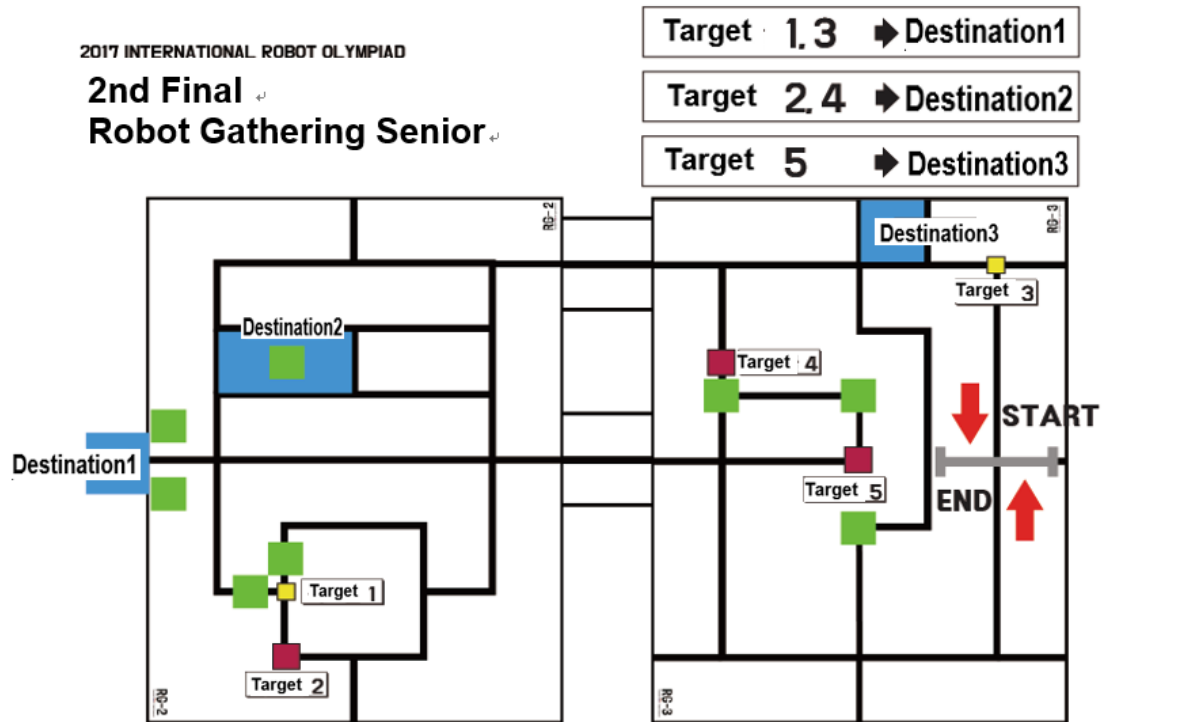 2017 INTERNATIONAL ROBOT OLYMPIAD
2nd Final
Robot Gathering Senior
Target 1, 3 ➡ Destination1
Target 2, 4 ➡ Destination2
Target 5 ➡ Destination3
RG-2
RG-3
Destination3
Target 3
Destination2
Target 4
START
Destination1
Target 5
END
Target 1
Target 2
RG-2
RG-3